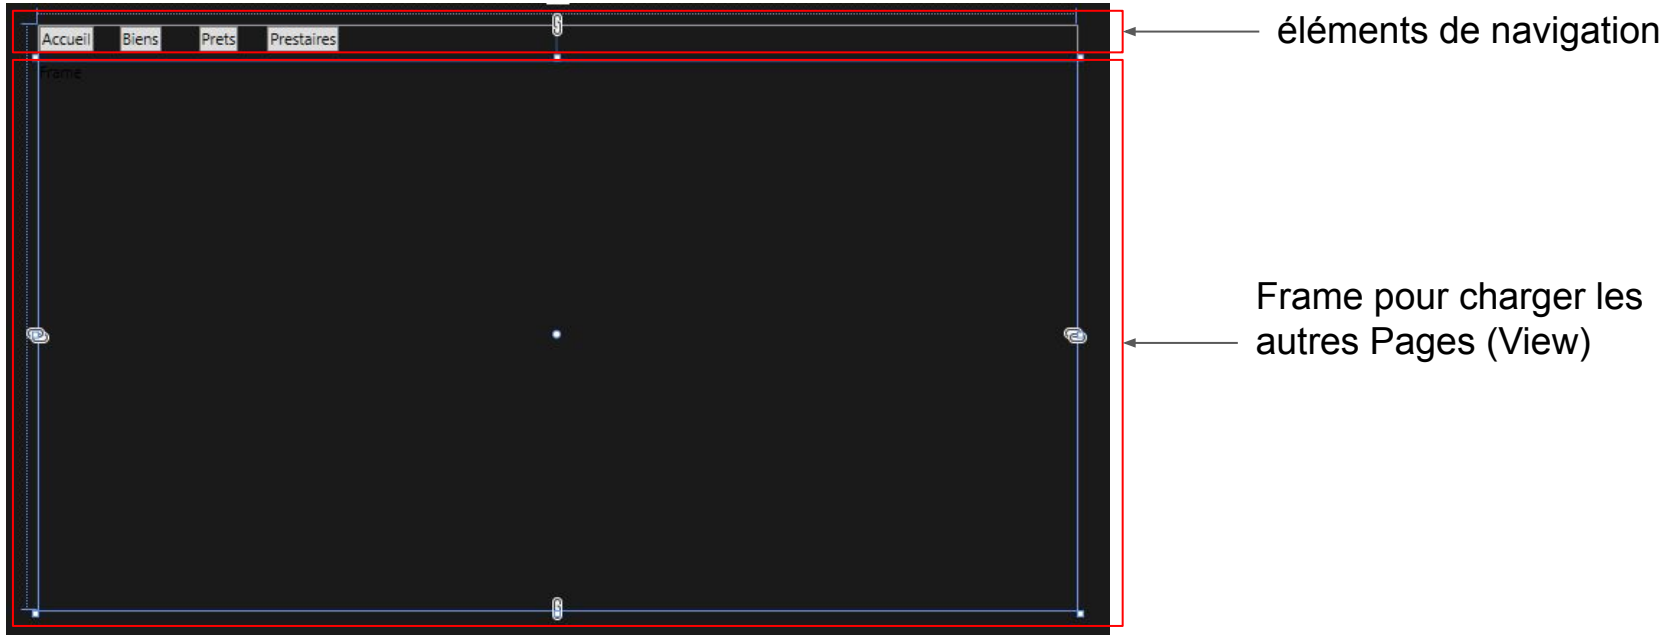 Accueil Biens Prets Prestaires
éléments de navigation
Frame
Frame pour charger les
autres Pages (View)